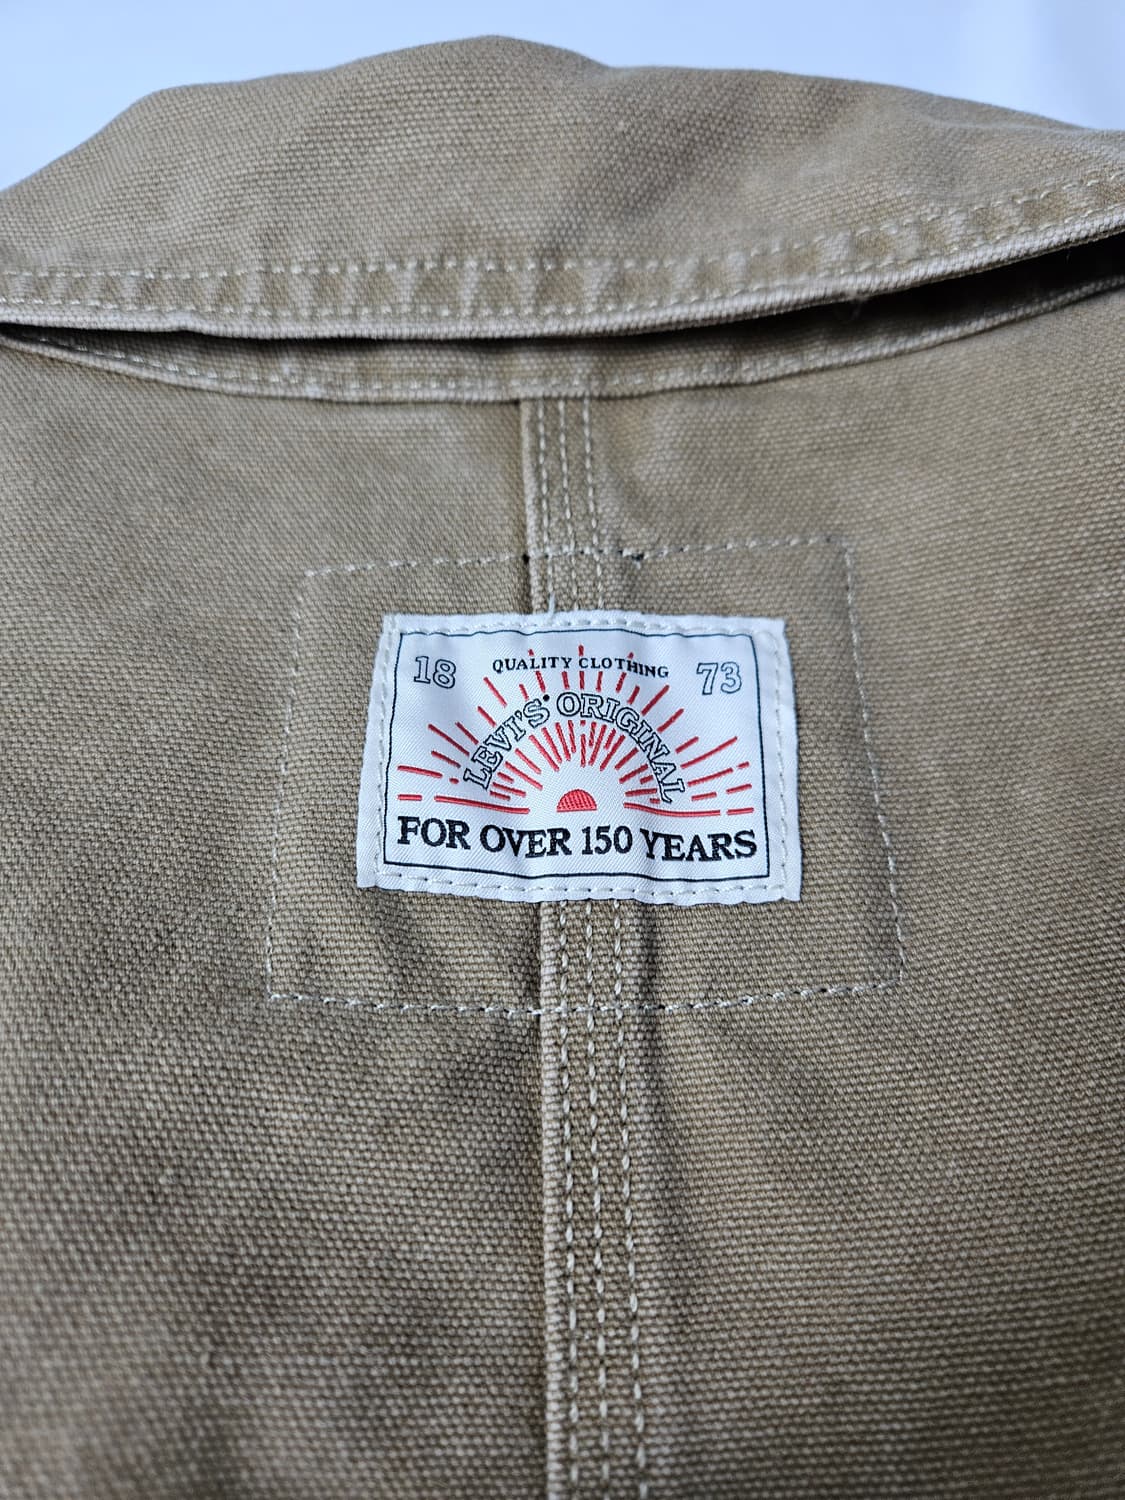 18 QUALITY CLOTHING 73
LEVI'S ORIGINAL
FOR OVER 150 YEARS